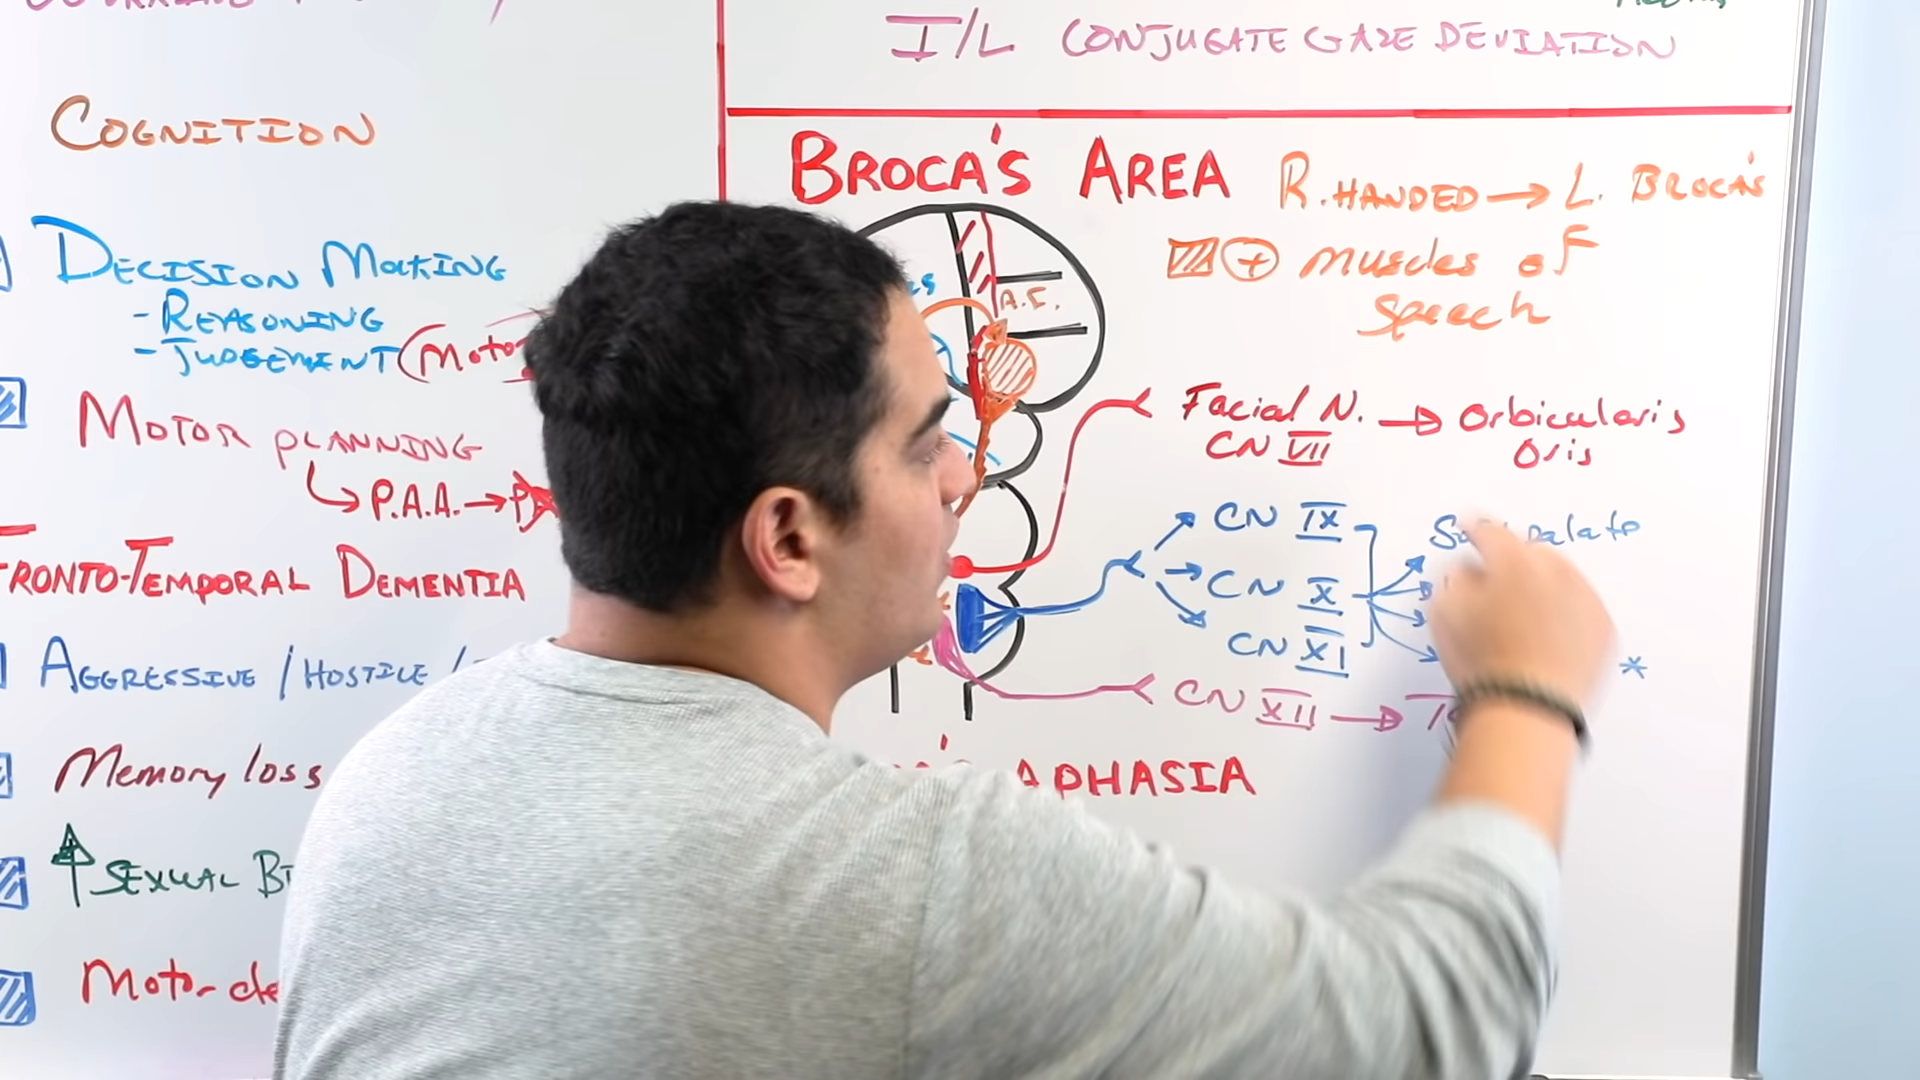 COGNITION
DECISION MAKING
- REASONING
- JUDGEMENT
MOTOR PLANNING
P.A.A. →
FRONTO-TEMPORAL DEMENTIA
AGGRESSIVE / HOSTILE /
Memory loss
↑ SEXUAL
Motor
I/L CONJUGATE GAZE DEVIATION
BROCA'S AREA
R. HANDED → L. BROCA'S
+ muscles of
speech
Facial N. → Orbicularis
CN VII Oris
CN IX
palate
CN X
CN XI
*
CN XII →
APHASIA